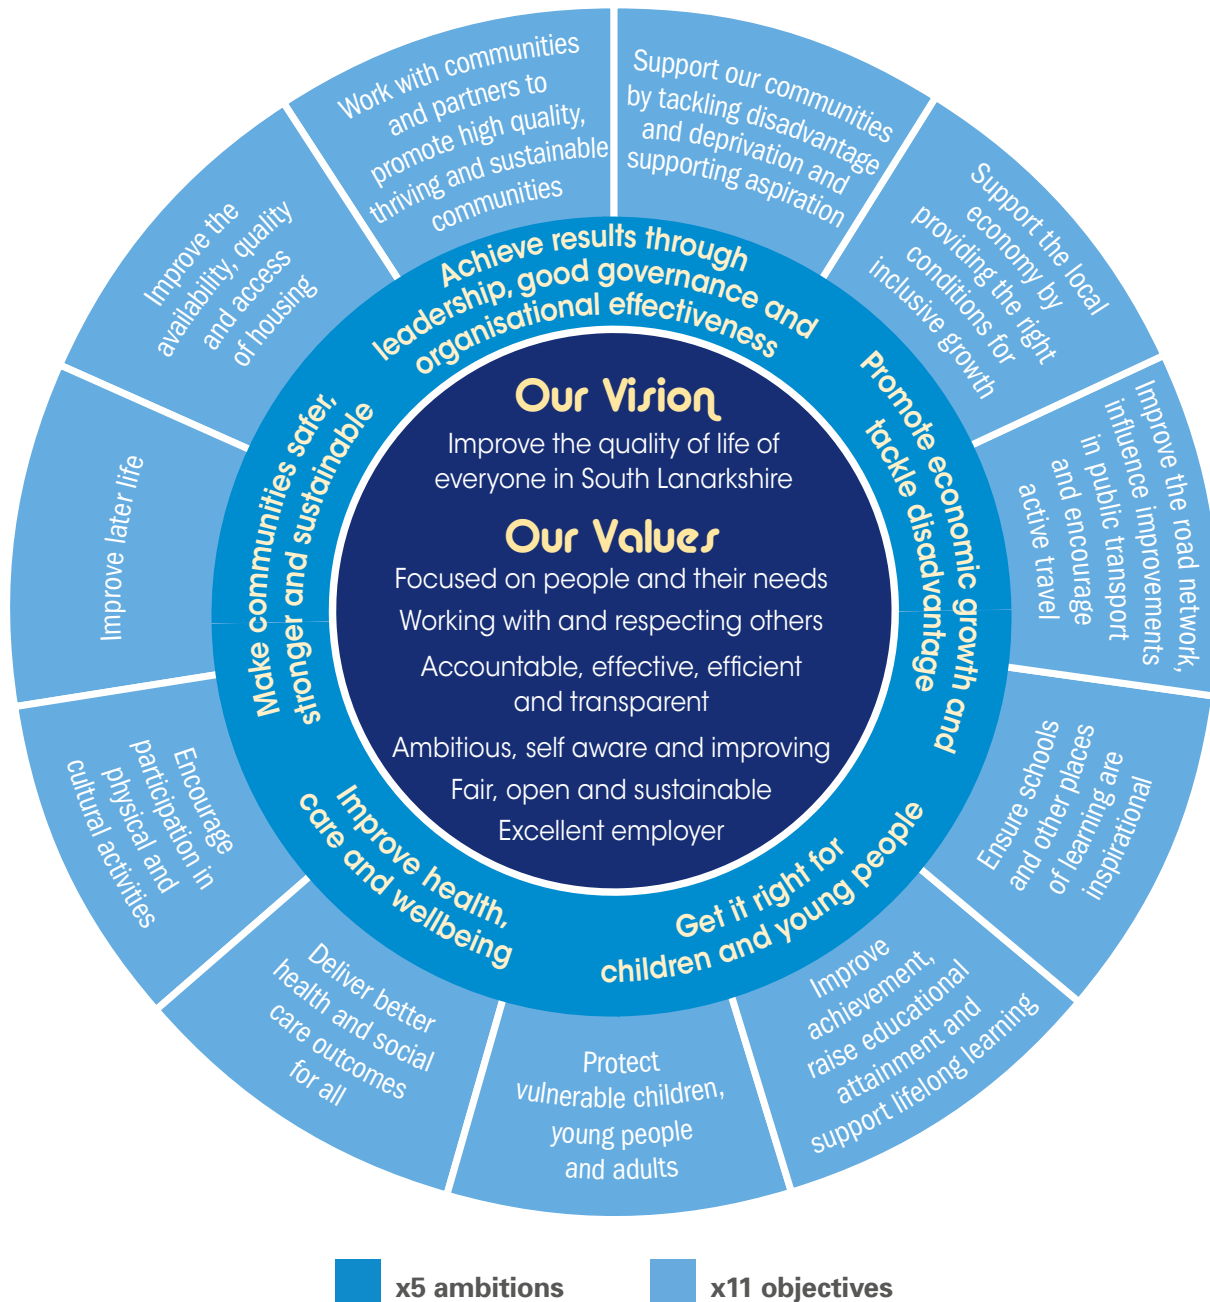 Work with communities
and partners to
promote high quality,
thriving and sustainable
communities
Support our communities
by tackling disadvantage
and deprivation and
supporting aspiration
Support the local
economy by
providing the right
conditions for
inclusive growth
Improve the road network,
influence improvements
in public transport
and encourage
active travel
Ensure schools
and other places
of learning are
inspirational
Improve
achievement,
raise educational
attainment and
support lifelong learning
Protect
vulnerable children,
young people
and adults
Deliver better
health and social
care outcomes
for all
Encourage
participation in
physical and
cultural activities
Improve later life
Improve the
availability, quality
and access
of housing
Achieve results through
leadership, good governance and
organisational effectiveness
Promote economic growth and
tackle disadvantage
Get it right for
children and young people
Improve health,
care and wellbeing
Make communities safer,
stronger and sustainable
Our Vision
Improve the quality of life of
everyone in South Lanarkshire
Our Values
Focused on people and their needs
Working with and respecting others
Accountable, effective, efficient
and transparent
Ambitious, self aware and improving
Fair, open and sustainable
Excellent employer
x5 ambitions
x11 objectives